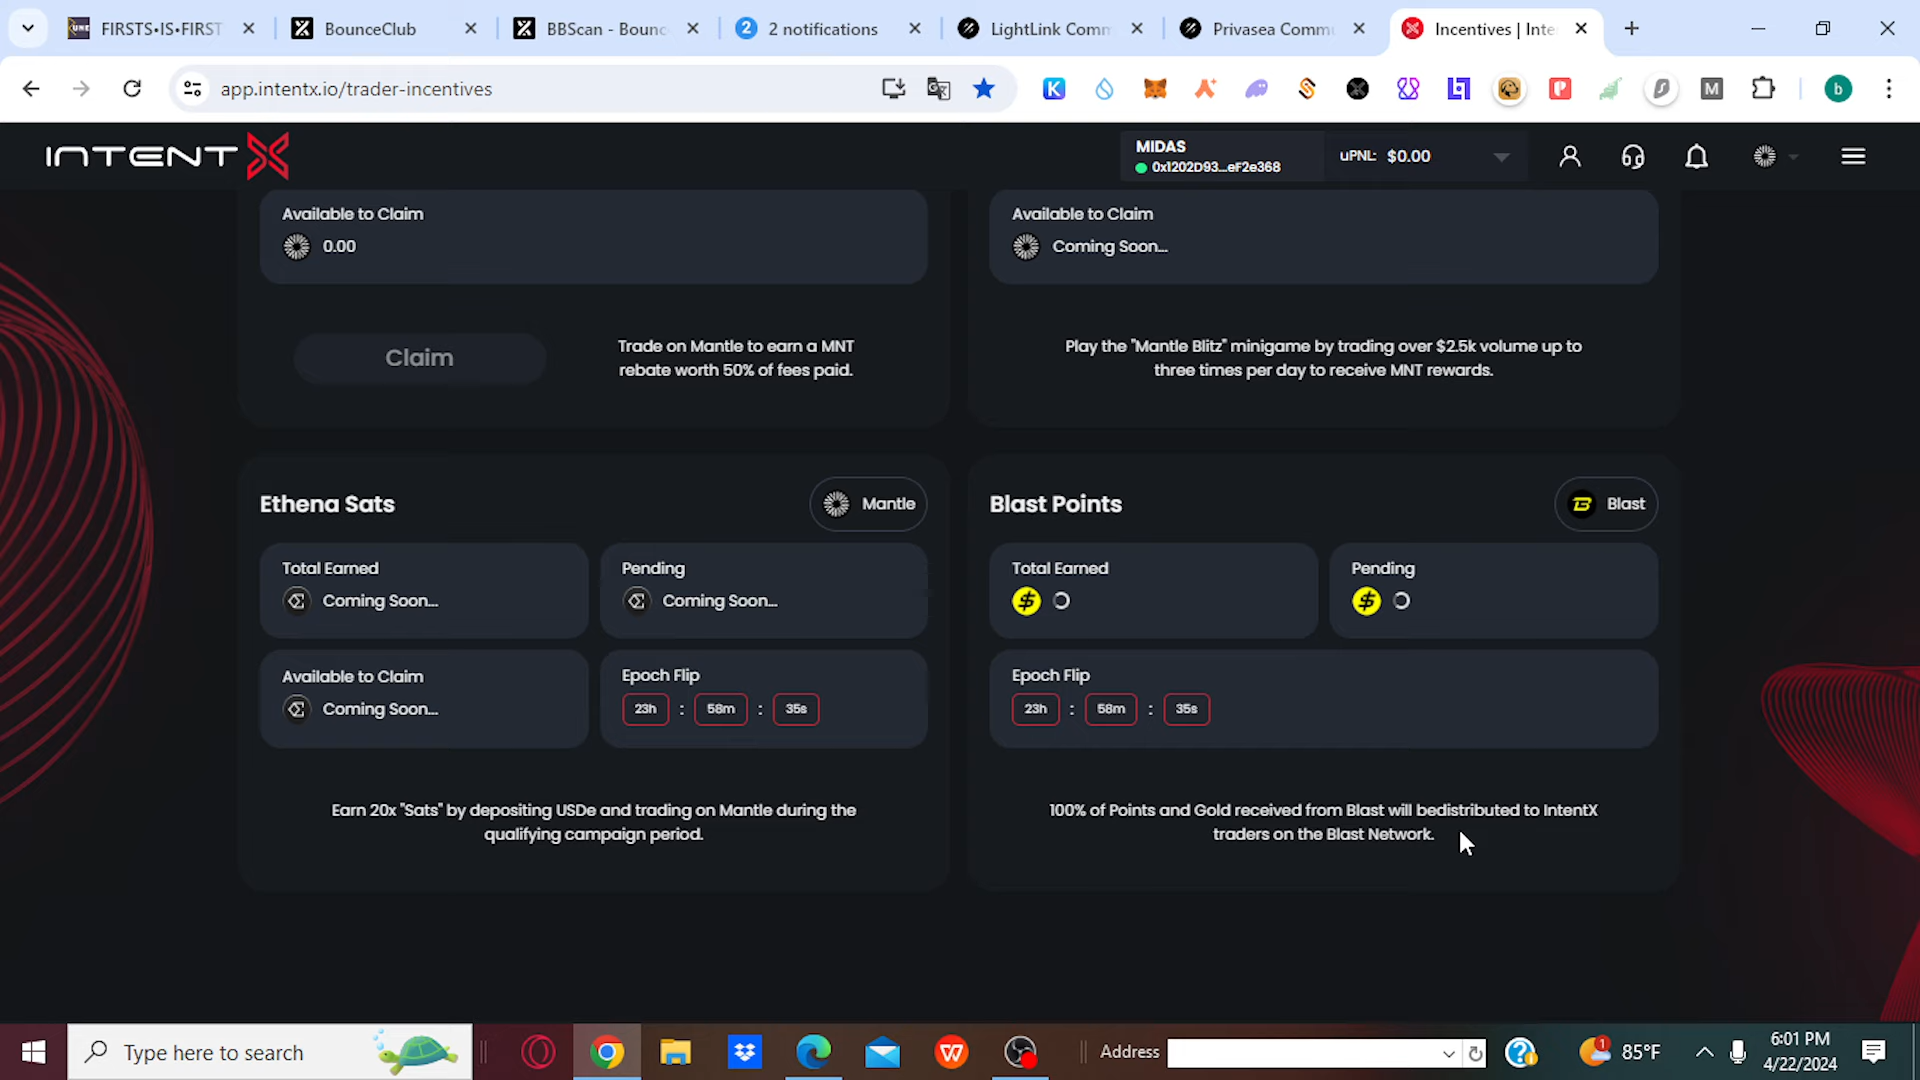 FIRSTS•IS•FIRST
BounceClub
BBScan - Bounc
2 2 notifications
LightLink Comm
Privasea Commu
Incentives | Inte
app.intentx.io/trader-incentives
INTENTX
MIDAS
0x1202D93...eF2e368
uPNL: $0.00
Available to Claim
0.00
Available to Claim
Coming Soon...
Claim
Trade on Mantle to earn a MNT
rebate worth 50% of fees paid.
Play the "Mantle Blitz" minigame by trading over $2.5k volume up to
three times per day to receive MNT rewards.
Ethena Sats
Mantle
Total Earned
Coming Soon...
Pending
Coming Soon...
Available to Claim
Coming Soon...
Epoch Flip
23h : 58m : 35s
Earn 20x "Sats" by depositing USDe and trading on Mantle during the
qualifying campaign period.
Blast Points
Blast
Total Earned
Pending
Epoch Flip
23h : 58m : 35s
100% of Points and Gold received from Blast will bedistributed to IntentX
traders on the Blast Network.
Type here to search
Address
1
85°F
6:01 PM
4/22/2024